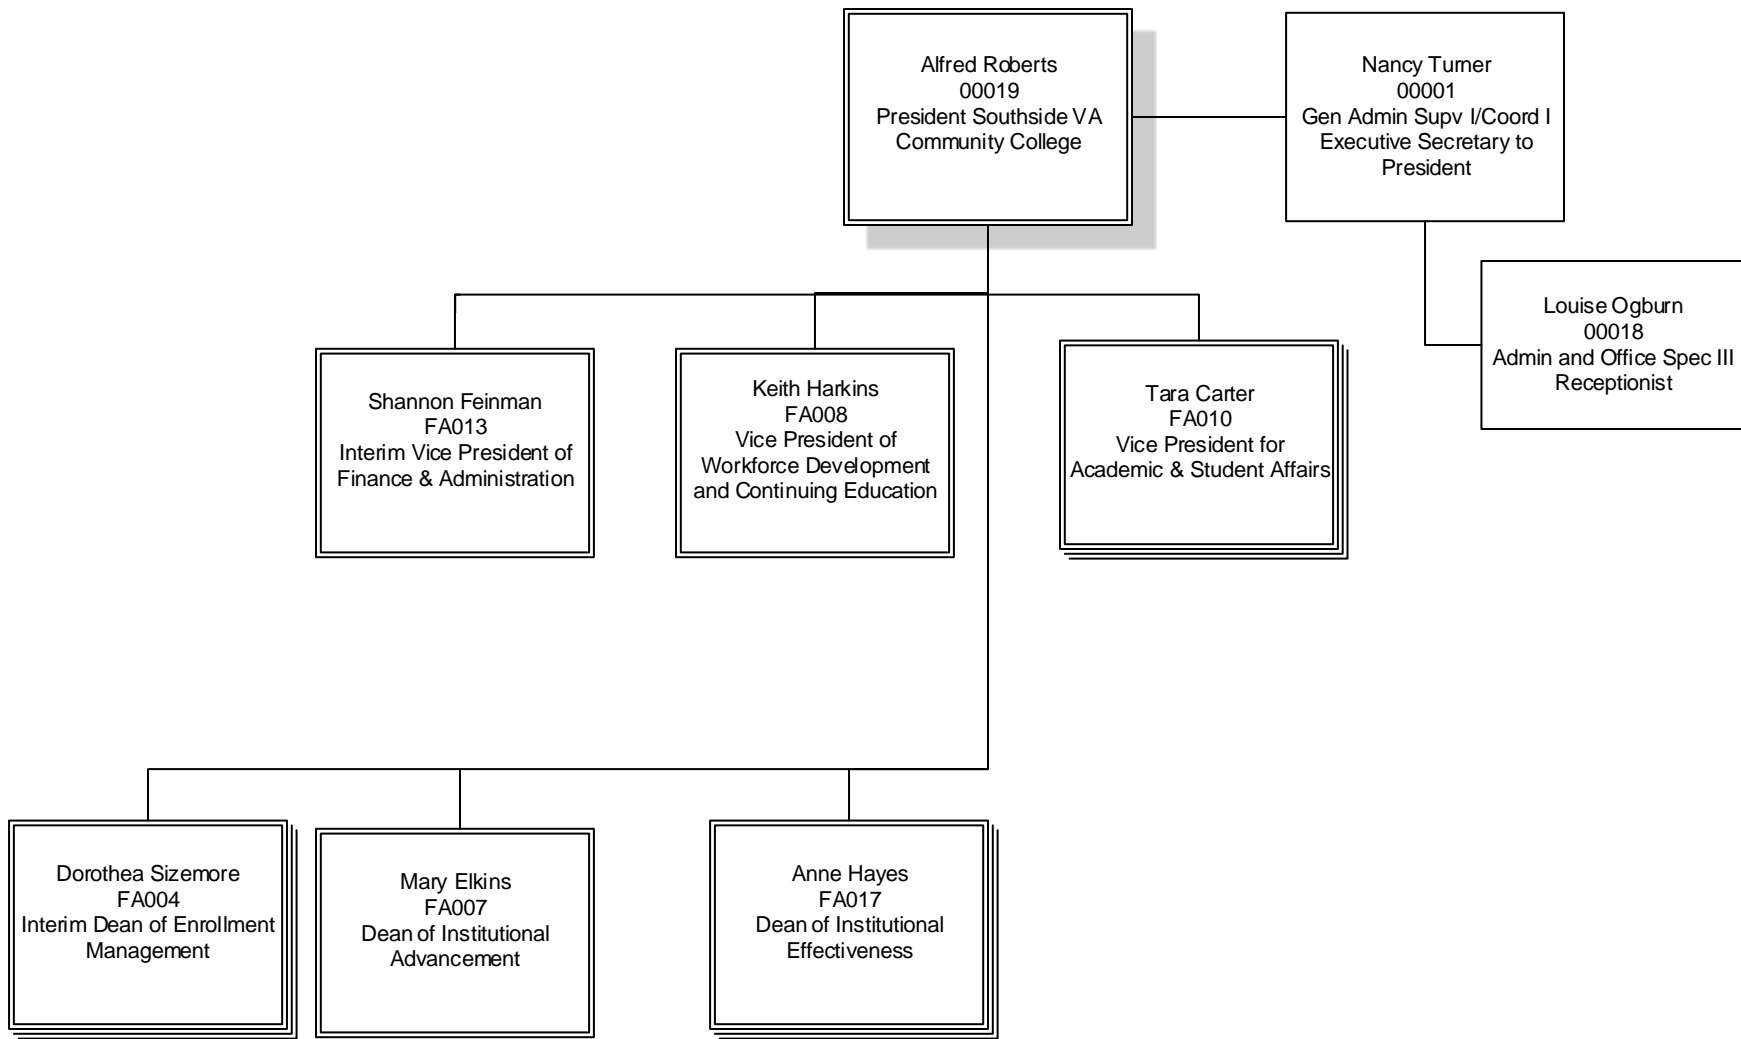 Alfred Roberts
00019
President Southside VA
Community College
Nancy Turner
00001
Gen Admin Supv I/Coord I
Executive Secretary to
President
Louise Ogburn
00018
Admin and Office Spec III
Receptionist
Shannon Feinman
FA013
Interim Vice President of
Finance & Administration
Keith Harkins
FA008
Vice President of
Workforce Development
and Continuing Education
Tara Carter
FA010
Vice President for
Academic & Student Affairs
Dorothea Sizemore
FA004
Interim Dean of Enrollment
Management
Mary Elkins
FA007
Dean of Institutional
Advancement
Anne Hayes
FA017
Dean of Institutional
Effectiveness